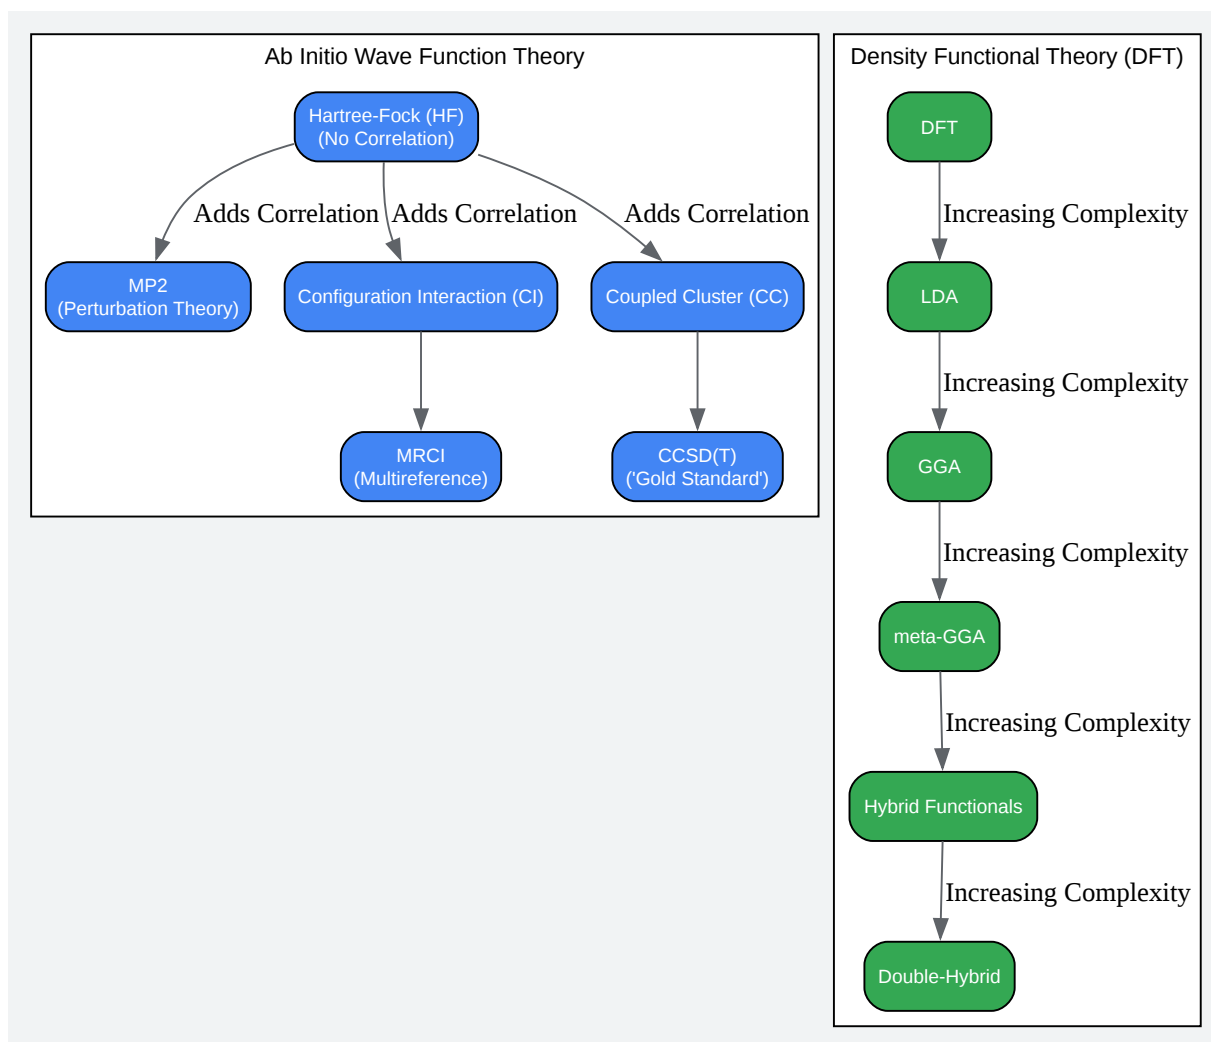 Ab Initio Wave Function Theory
Hartree-Fock (HF)
(No Correlation)
Adds Correlation
Adds Correlation
Adds Correlation
MP2
(Perturbation Theory)
Configuration Interaction (CI)
Coupled Cluster (CC)
MRCI
(Multireference)
CCSD(T)
('Gold Standard')
Density Functional Theory (DFT)
DFT
Increasing Complexity
LDA
Increasing Complexity
GGA
Increasing Complexity
meta-GGA
Increasing Complexity
Hybrid Functionals
Increasing Complexity
Double-Hybrid